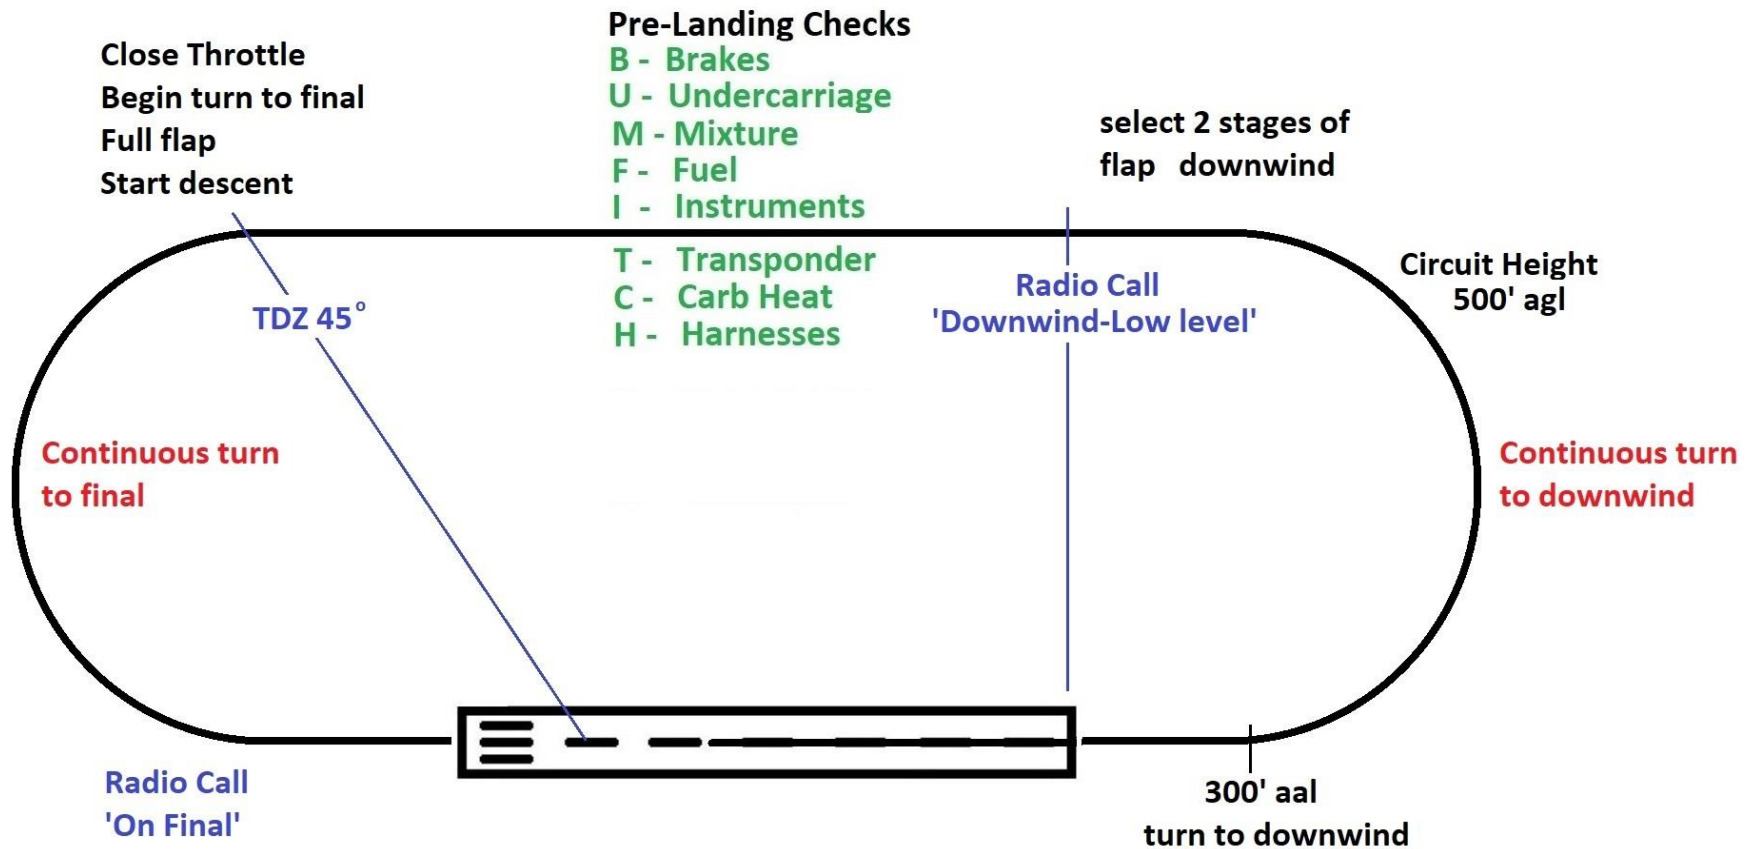 Pre-Landing Checks
B - Brakes
U - Undercarriage
M - Mixture
F - Fuel
I - Instruments
T - Transponder
C - Carb Heat
H - Harnesses
Close Throttle
Begin turn to final
Full flap
Start descent
select 2 stages of
flap downwind
TDZ 45°
Radio Call
'Downwind-Low level'
Circuit Height
500' agl
Continuous turn
to final
Continuous turn
to downwind
Radio Call
'On Final'
300' aal
turn to downwind